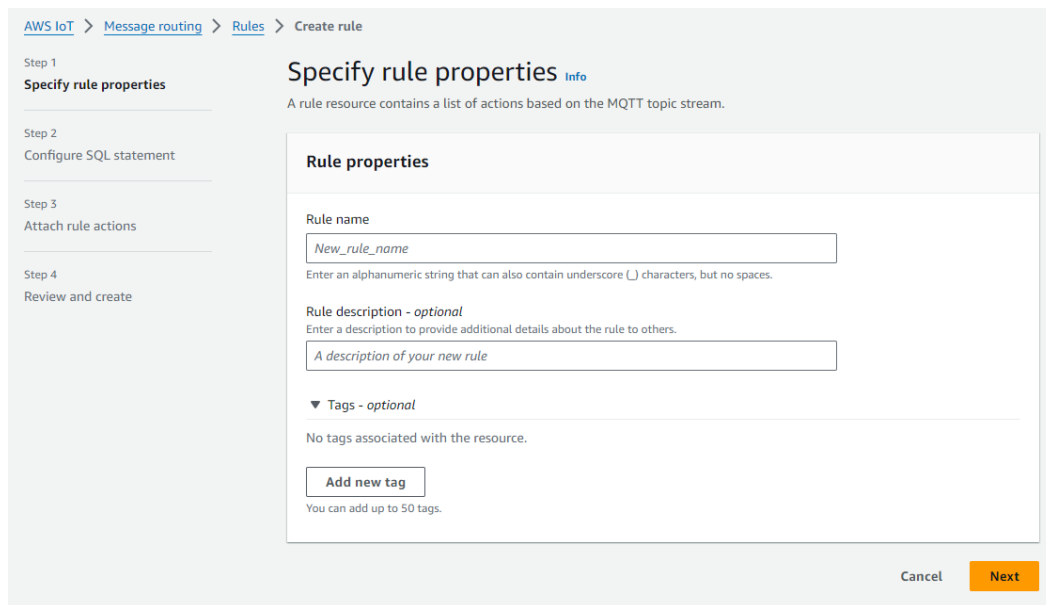 AWS IoT > Message routing > Rules > Create rule
Step 1
Specify rule properties
Step 2
Configure SQL statement
Step 3
Attach rule actions
Step 4
Review and create
Specify rule properties Info
A rule resource contains a list of actions based on the MQTT topic stream.
Rule properties
Rule name
New_rule_name
Enter an alphanumeric string that can also contain underscore (_) characters, but no spaces.
Rule description - optional
Enter a description to provide additional details about the rule to others.
A description of your new rule
▼ Tags - optional
No tags associated with the resource.
Add new tag
You can add up to 50 tags.
Cancel Next